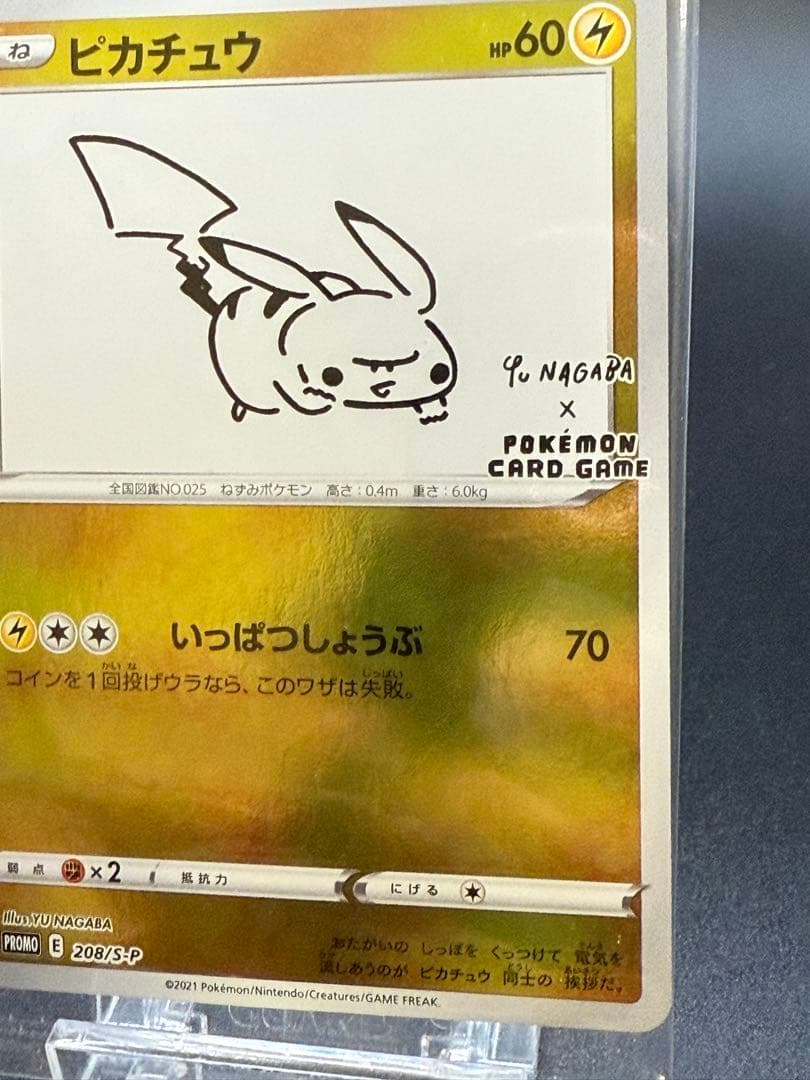 ね ピカチュウ HP60
YU NAGABA
×
POKÉMON
CARD GAME
全国図鑑NO025 ねずみポケモン 高さ:0.4m 重さ:6.0kg
いっぱつしょうぶ 70
コインを1回投げウラなら、このワザは失敗。
弱点 ×2 抵抗力 にげる
Illus.YU NAGABA
PROMO E 208/S-P
おたがいの しっぽを くっつけて 電気を
流しあうのが ピカチュウ 同士の 挨拶だ。
©2021 Pokémon/Nintendo/Creatures/GAME FREAK.